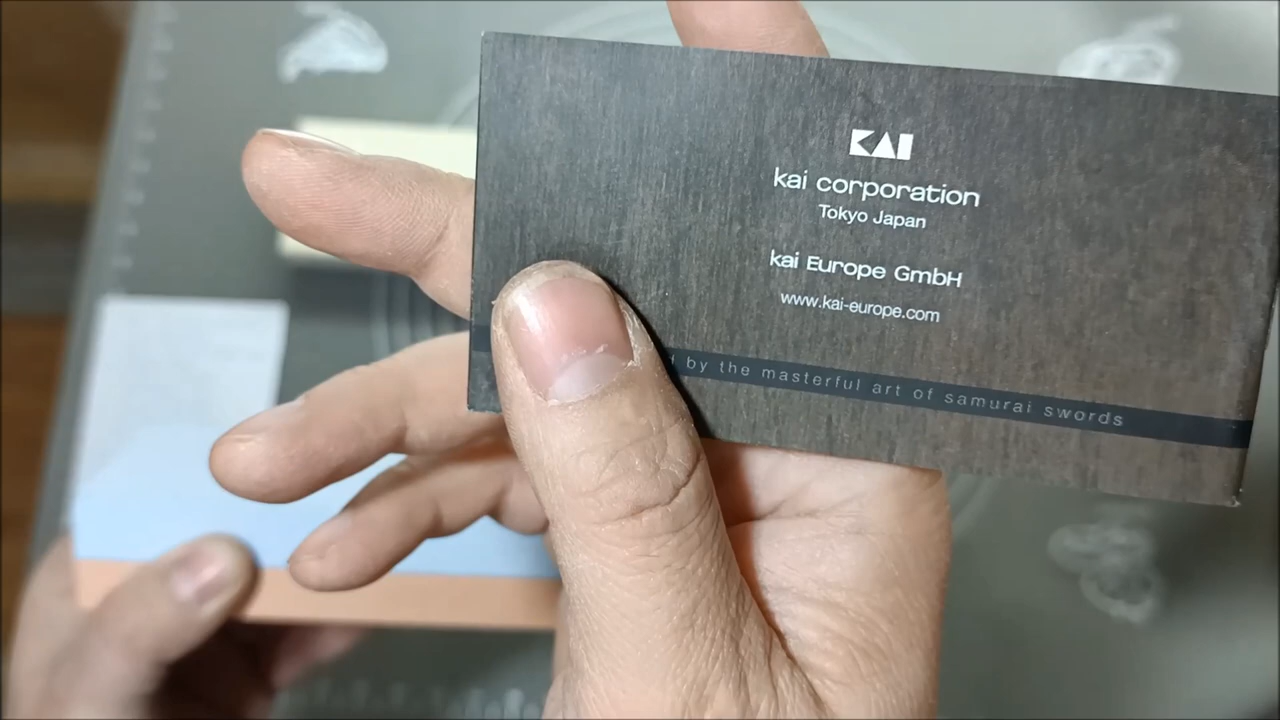 KAI
kai corporation
Tokyo Japan
kai Europe GmbH
www.kai-europe.com
by the masterful art of samurai swords